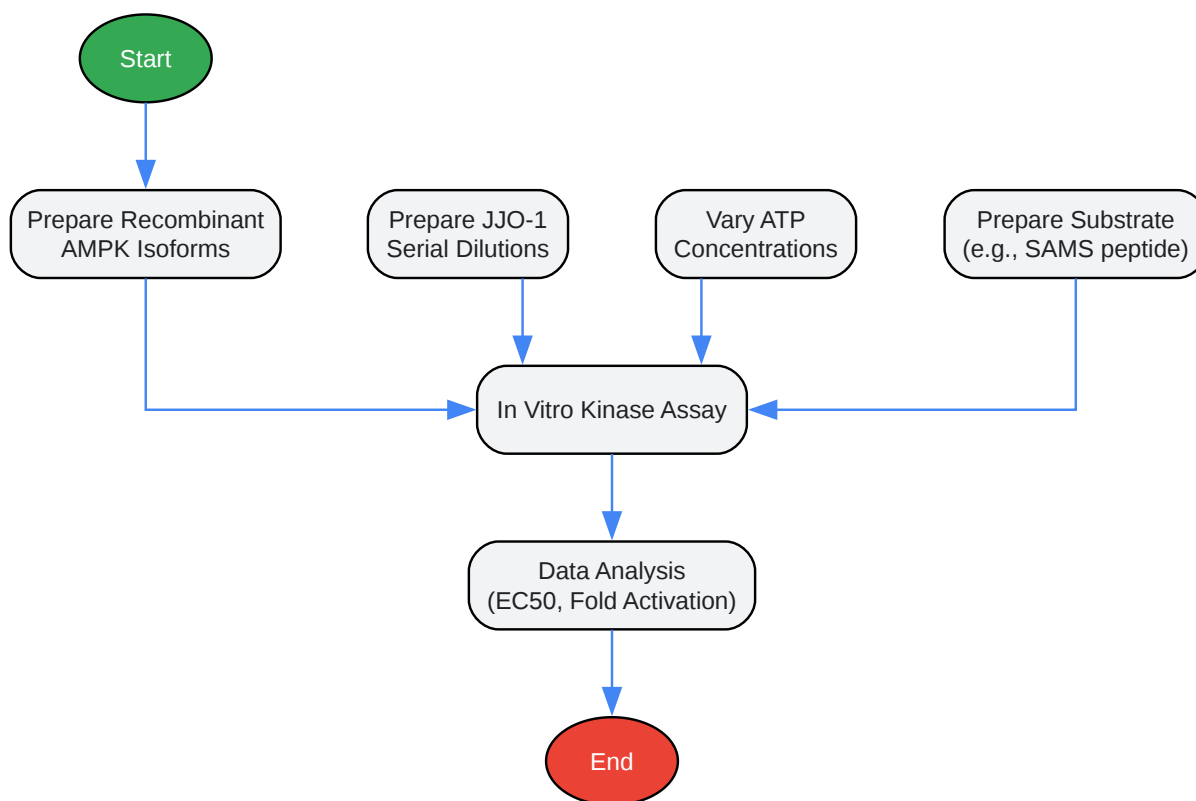 Start
Prepare Recombinant
AMPK Isoforms
Prepare JJO-1
Serial Dilutions
Vary ATP
Concentrations
Prepare Substrate
(e.g., SAMS peptide)
In Vitro Kinase Assay
Data Analysis
(EC50, Fold Activation)
End